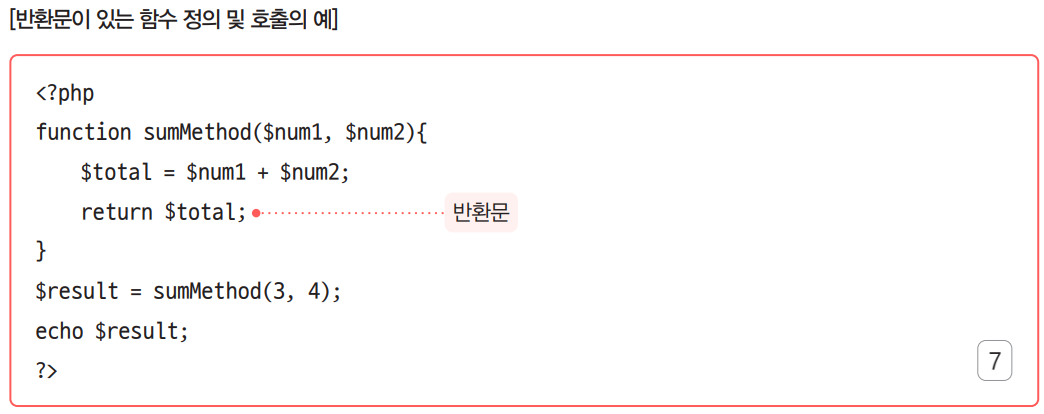 [반환문이 있는 함수 정의 및 호출의 예]
<?php
function sumMethod($num1, $num2){
    $total = $num1 + $num2;
    return $total; 반환문
}
$result = sumMethod(3, 4);
echo $result;
?>
7